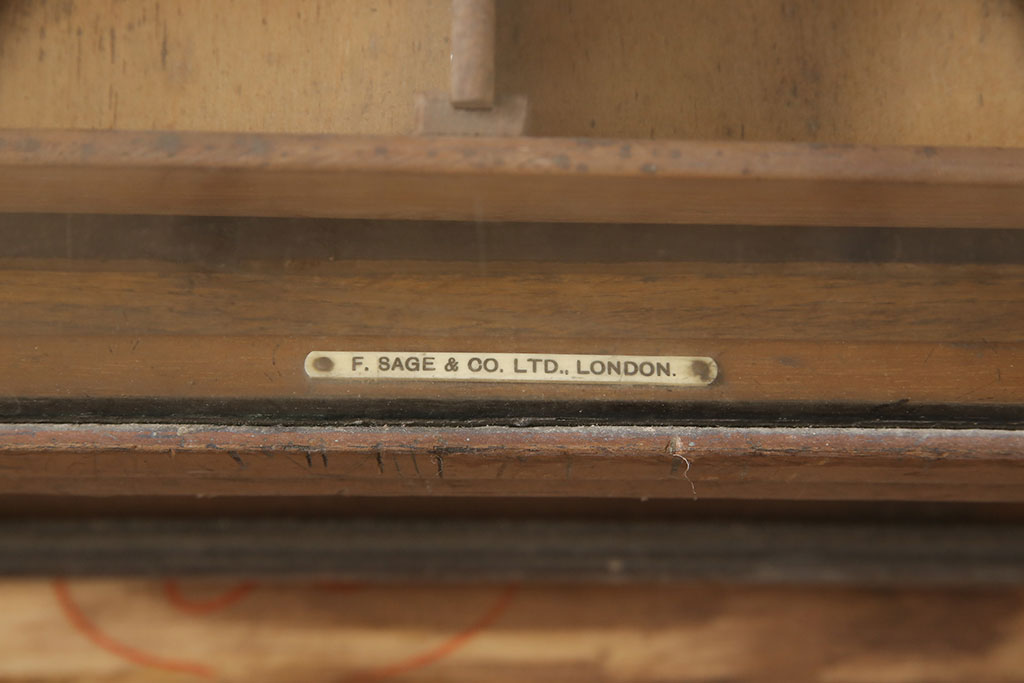 F. SAGE & CO. LTD., LONDON.